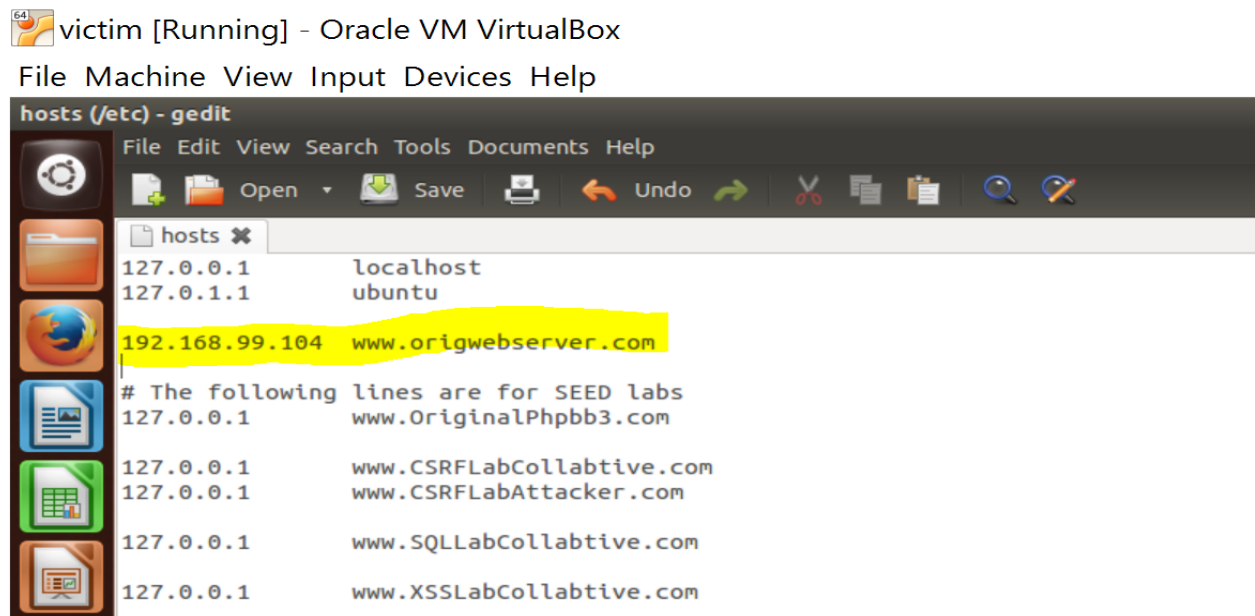 64
victim [Running] - Oracle VM VirtualBox
File Machine View Input Devices Help
hosts (/etc) - gedit
File Edit View Search Tools Documents Help
Open Save Undo
hosts
127.0.0.1 localhost
127.0.1.1 ubuntu
192.168.99.104 www.origwebserver.com
# The following lines are for SEED labs
127.0.0.1 www.OriginalPhpbb3.com
127.0.0.1 www.CSRFLabCollabtive.com
127.0.0.1 www.CSRFLabAttacker.com
127.0.0.1 www.SQLLabCollabtive.com
127.0.0.1 www.XSSLabCollabtive.com